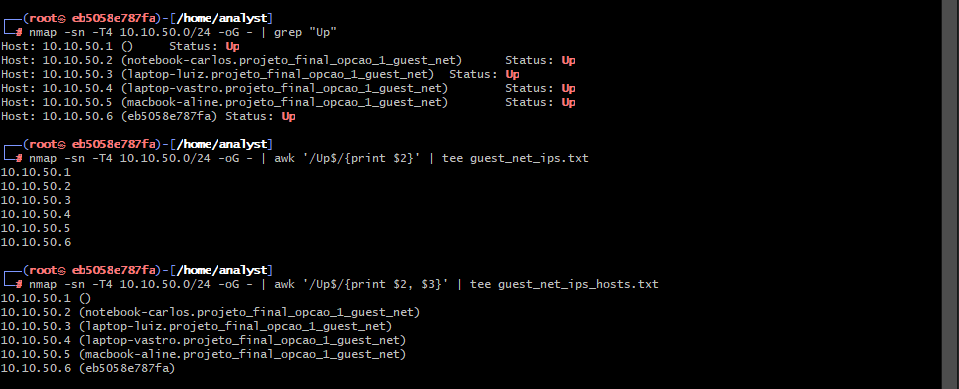 ┌──(root㉿ eb5058e787fa)-[/home/analyst]
└─# nmap -sn -T4 10.10.50.0/24 -oG - | grep "Up"
Host: 10.10.50.1 ()     Status: Up
Host: 10.10.50.2 (notebook-carlos.projeto_final_opcao_1_guest_net)      Status: Up
Host: 10.10.50.3 (laptop-luiz.projeto_final_opcao_1_guest_net)  Status: Up
Host: 10.10.50.4 (laptop-vastro.projeto_final_opcao_1_guest_net)        Status: Up
Host: 10.10.50.5 (macbook-aline.projeto_final_opcao_1_guest_net)        Status: Up
Host: 10.10.50.6 (eb5058e787fa) Status: Up
┌──(root㉿ eb5058e787fa)-[/home/analyst]
└─# nmap -sn -T4 10.10.50.0/24 -oG - | awk '/Up$/{print $2}' | tee guest_net_ips.txt
10.10.50.1
10.10.50.2
10.10.50.3
10.10.50.4
10.10.50.5
10.10.50.6
┌──(root㉿ eb5058e787fa)-[/home/analyst]
└─# nmap -sn -T4 10.10.50.0/24 -oG - | awk '/Up$/{print $2, $3}' | tee guest_net_ips_hosts.txt
10.10.50.1 ()
10.10.50.2 (notebook-carlos.projeto_final_opcao_1_guest_net)
10.10.50.3 (laptop-luiz.projeto_final_opcao_1_guest_net)
10.10.50.4 (laptop-vastro.projeto_final_opcao_1_guest_net)
10.10.50.5 (macbook-aline.projeto_final_opcao_1_guest_net)
10.10.50.6 (eb5058e787fa)